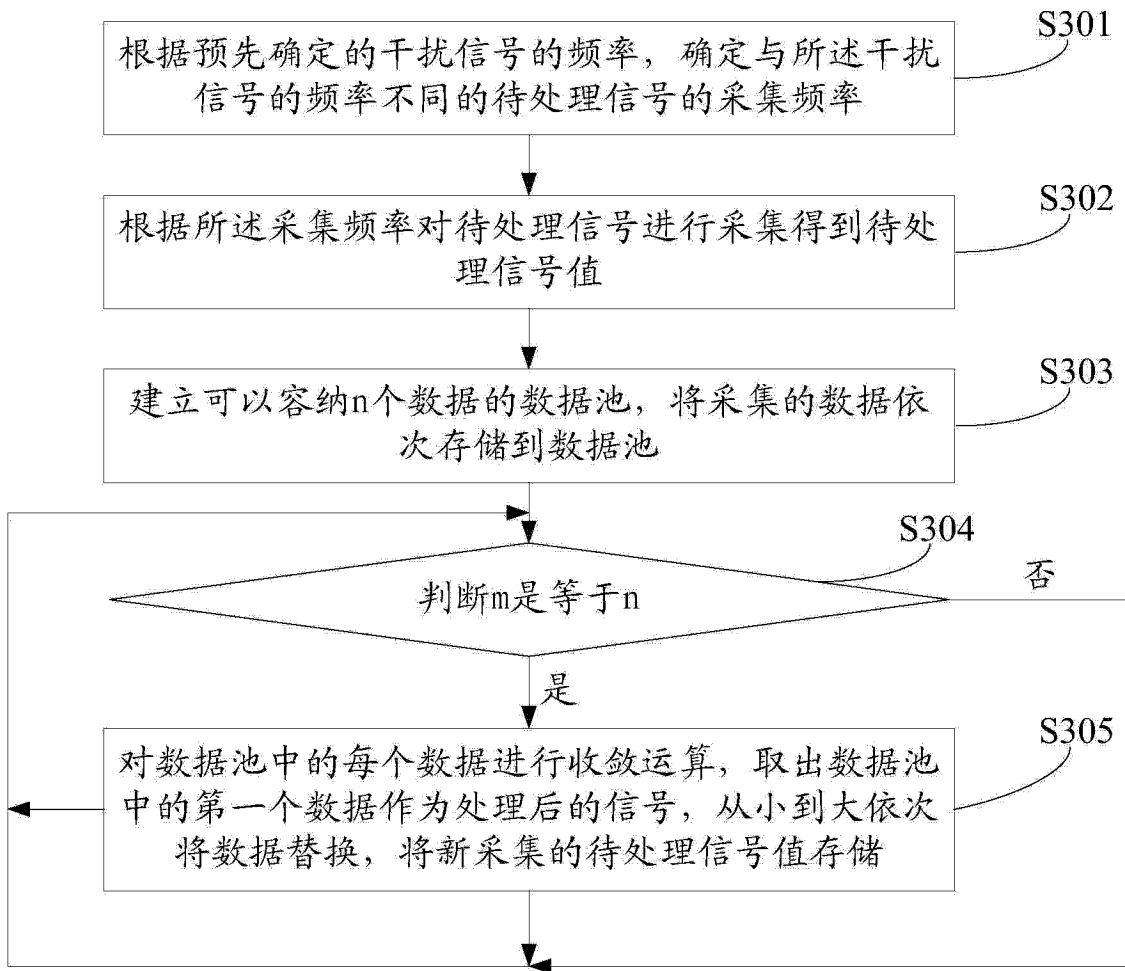 S301
根据预先确定的干扰信号的频率，确定与所述干扰
信号的频率不同的待处理信号的采集频率
S302
根据所述采集频率对待处理信号进行采集得到待处
理信号值
S303
建立可以容纳n个数据的数据池，将采集的数据依
次存储到数据池
S304
判断m是等于n
否
是
S305
对数据池中的每个数据进行收敛运算，取出数据池
中的第一个数据作为处理后的信号，从小到大依次
将数据替换，将新采集的待处理信号值存储